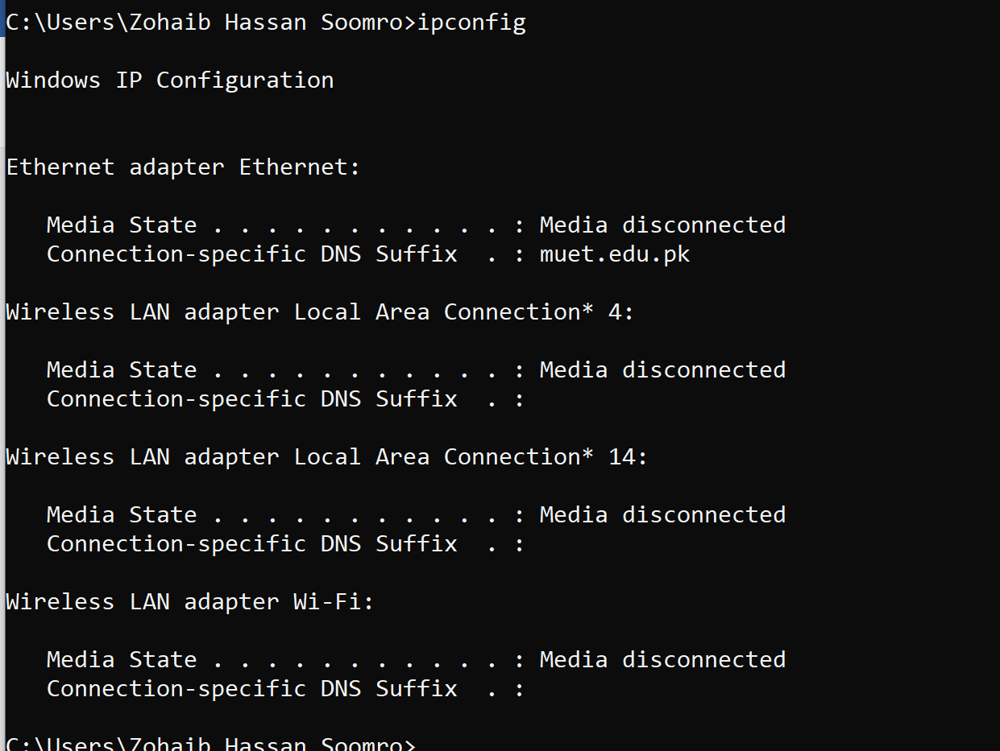 C:\Users\Zohaib Hassan Soomro>ipconfig
Windows IP Configuration
Ethernet adapter Ethernet:
   Media State . . . . . . . . . . . : Media disconnected
   Connection-specific DNS Suffix  . : muet.edu.pk
Wireless LAN adapter Local Area Connection* 4:
   Media State . . . . . . . . . . . : Media disconnected
   Connection-specific DNS Suffix  . :
Wireless LAN adapter Local Area Connection* 14:
   Media State . . . . . . . . . . . : Media disconnected
   Connection-specific DNS Suffix  . :
Wireless LAN adapter Wi-Fi:
   Media State . . . . . . . . . . . : Media disconnected
   Connection-specific DNS Suffix  . :
C:\Users\Zohaib Hassan Soomro>